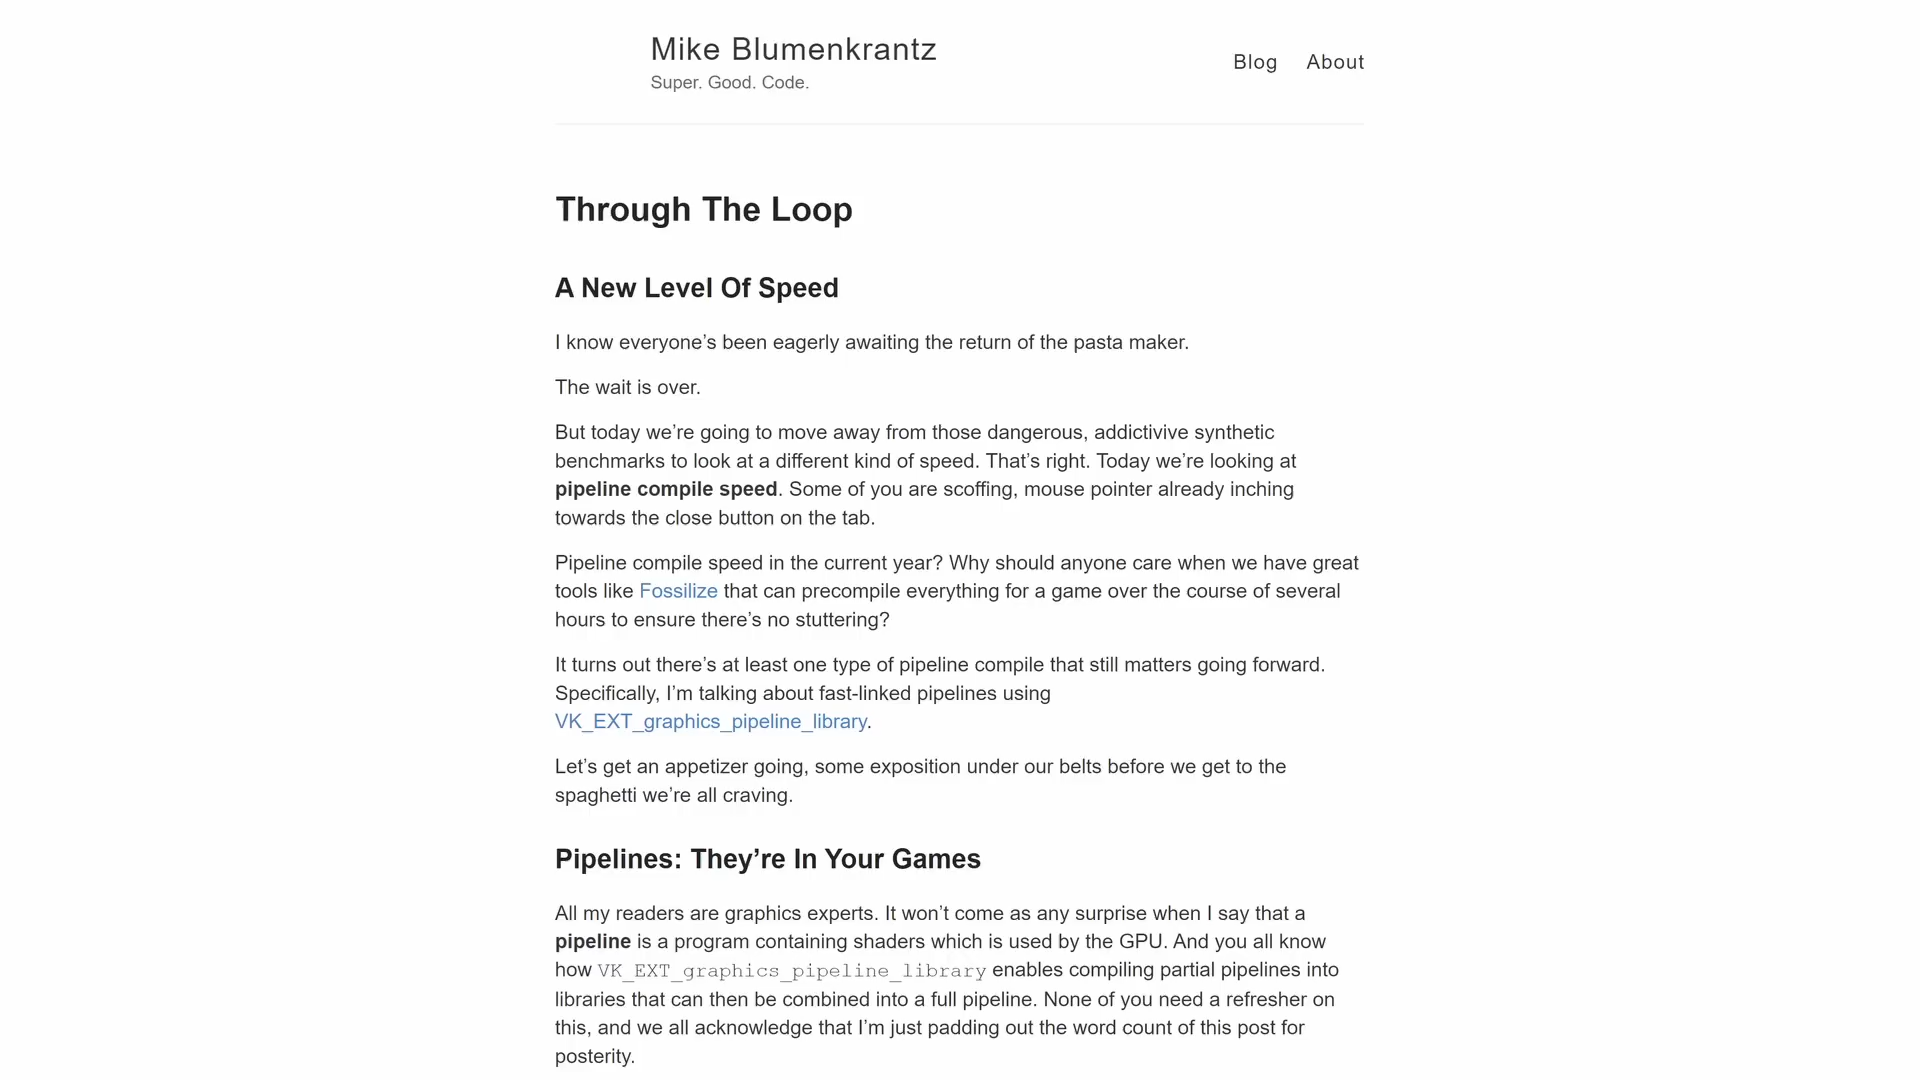 Mike Blumenkrantz
Super. Good. Code.
Blog About
Through The Loop
A New Level Of Speed
I know everyone’s been eagerly awaiting the return of the pasta maker.
The wait is over.
But today we’re going to move away from those dangerous, addictivive synthetic
benchmarks to look at a different kind of speed. That’s right. Today we’re looking at
pipeline compile speed. Some of you are scoffing, mouse pointer already inching
towards the close button on the tab.
Pipeline compile speed in the current year? Why should anyone care when we have great
tools like Fossilize that can precompile everything for a game over the course of several
hours to ensure there’s no stuttering?
It turns out there’s at least one type of pipeline compile that still matters going forward.
Specifically, I’m talking about fast-linked pipelines using
VK_EXT_graphics_pipeline_library.
Let’s get an appetizer going, some exposition under our belts before we get to the
spaghetti we’re all craving.
Pipelines: They’re In Your Games
All my readers are graphics experts. It won’t come as any surprise when I say that a
pipeline is a program containing shaders which is used by the GPU. And you all know
how VK_EXT_graphics_pipeline_library enables compiling partial pipelines into
libraries that can then be combined into a full pipeline. None of you need a refresher on
this, and we all acknowledge that I’m just padding out the word count of this post for
posterity.